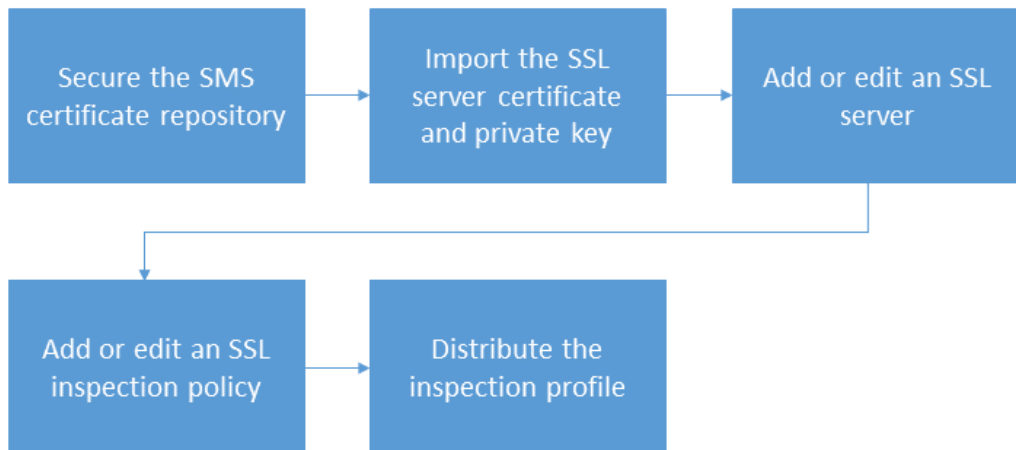 Secure the SMS
certificate repository
Import the SSL
server certificate
and private key
Add or edit an SSL
server
Add or edit an SSL
inspection policy
Distribute the
inspection profile